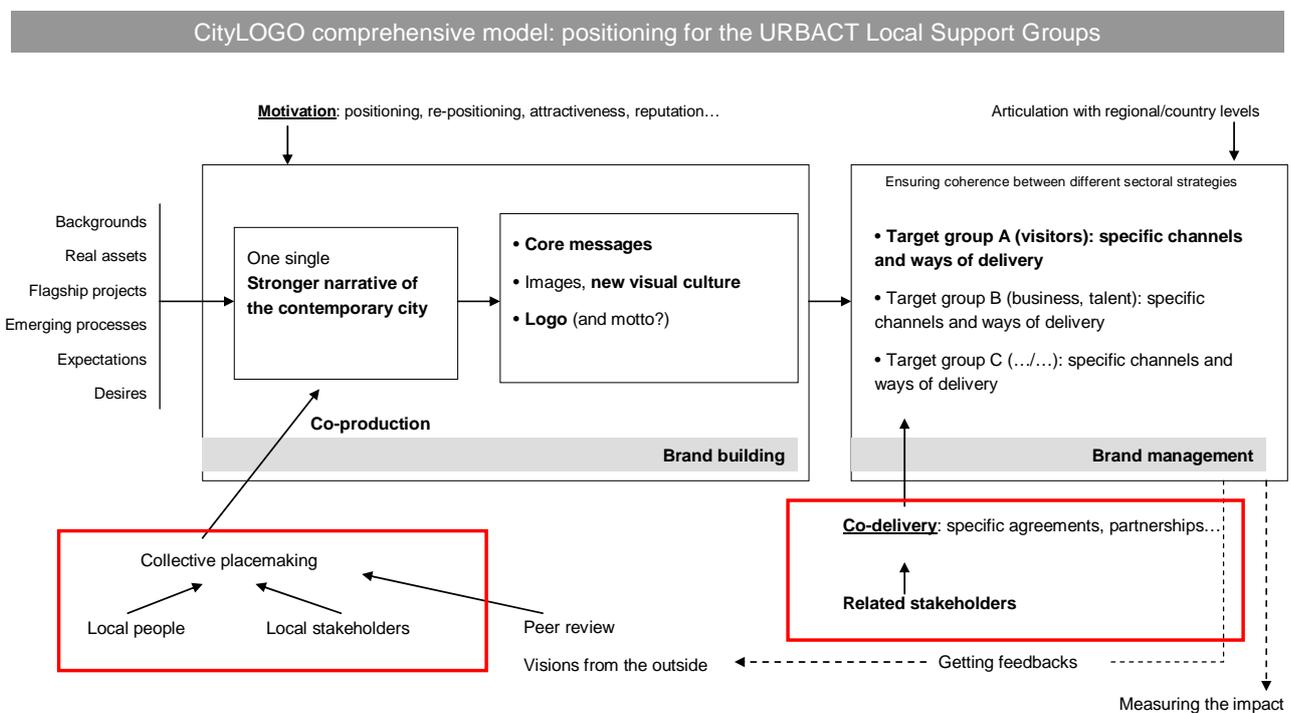 CityLOGO comprehensive model: positioning for the URBACT Local Support Groups
Motivation: positioning, re-positioning, attractiveness, reputation…
Articulation with regional/country levels
Backgrounds
Real assets
Flagship projects
Emerging processes
Expectations
Desires
One single
Stronger narrative of
the contemporary city
• Core messages
• Images, new visual culture
• Logo (and motto?)
Co-production
Brand building
Ensuring coherence between different sectoral strategies
• Target group A (visitors): specific channels
and ways of delivery
• Target group B (business, talent): specific
channels and ways of delivery
• Target group C (…/…): specific channels and
ways of delivery
Brand management
Collective placemaking
Local people
Local stakeholders
Peer review
Visions from the outside
Co-delivery: specific agreements, partnerships…
Related stakeholders
Getting feedbacks
Measuring the impact